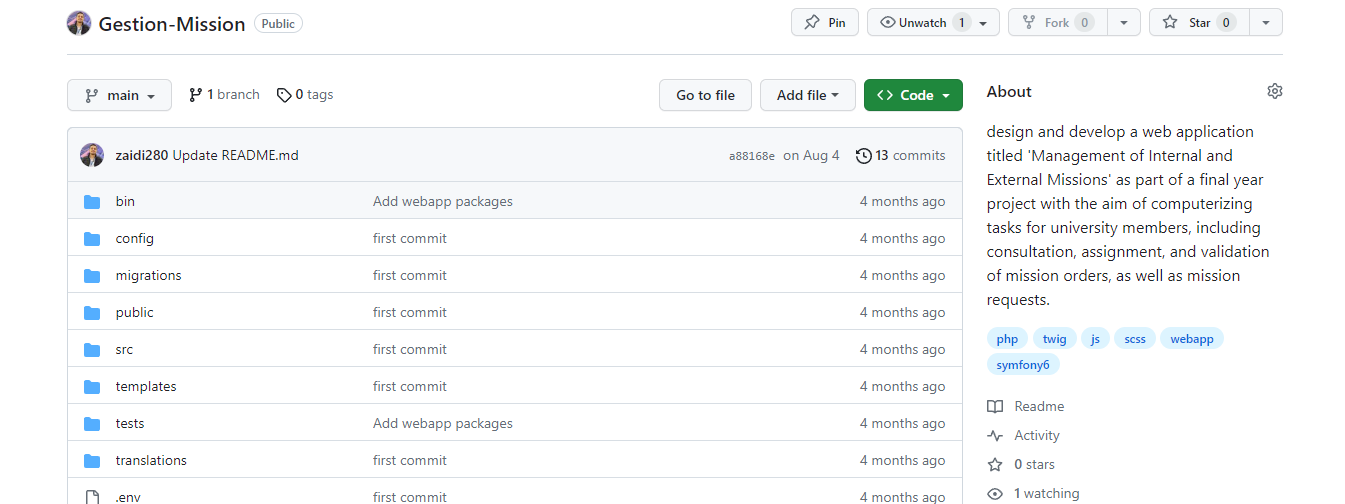 Gestion-Mission Public Pin Unwatch 1 Fork 0 Star 0
main 1 branch 0 tags Go to file Add file Code
zaidi280 Update README.md a88168e on Aug 4 13 commits
bin Add webapp packages 4 months ago
config first commit 4 months ago
migrations first commit 4 months ago
public first commit 4 months ago
src first commit 4 months ago
templates first commit 4 months ago
tests Add webapp packages 4 months ago
translations first commit 4 months ago
.env first commit 4 months ago
About
design and develop a web application
titled 'Management of Internal and
External Missions' as part of a final year
project with the aim of computerizing
tasks for university members, including
consultation, assignment, and validation
of mission orders, as well as mission
requests.
php twig js scss webapp
symfony6
Readme
Activity
0 stars
1 watching